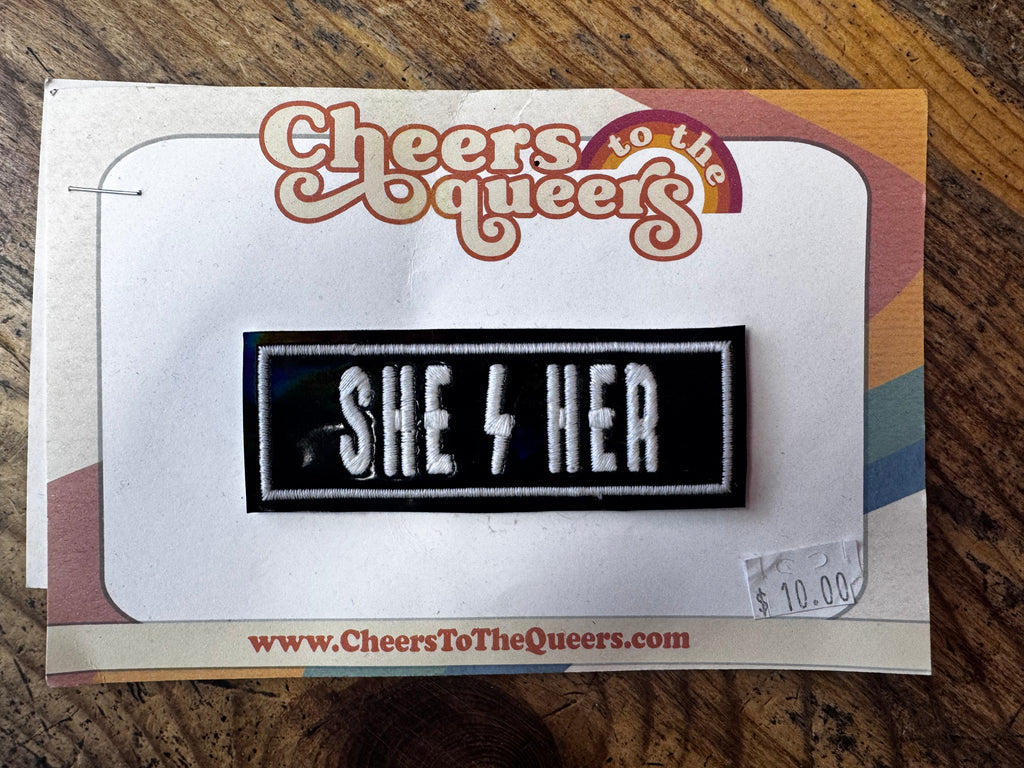 Cheers
to the
queers
SHE HER
$ 10.00
www.CheersToTheQueers.com